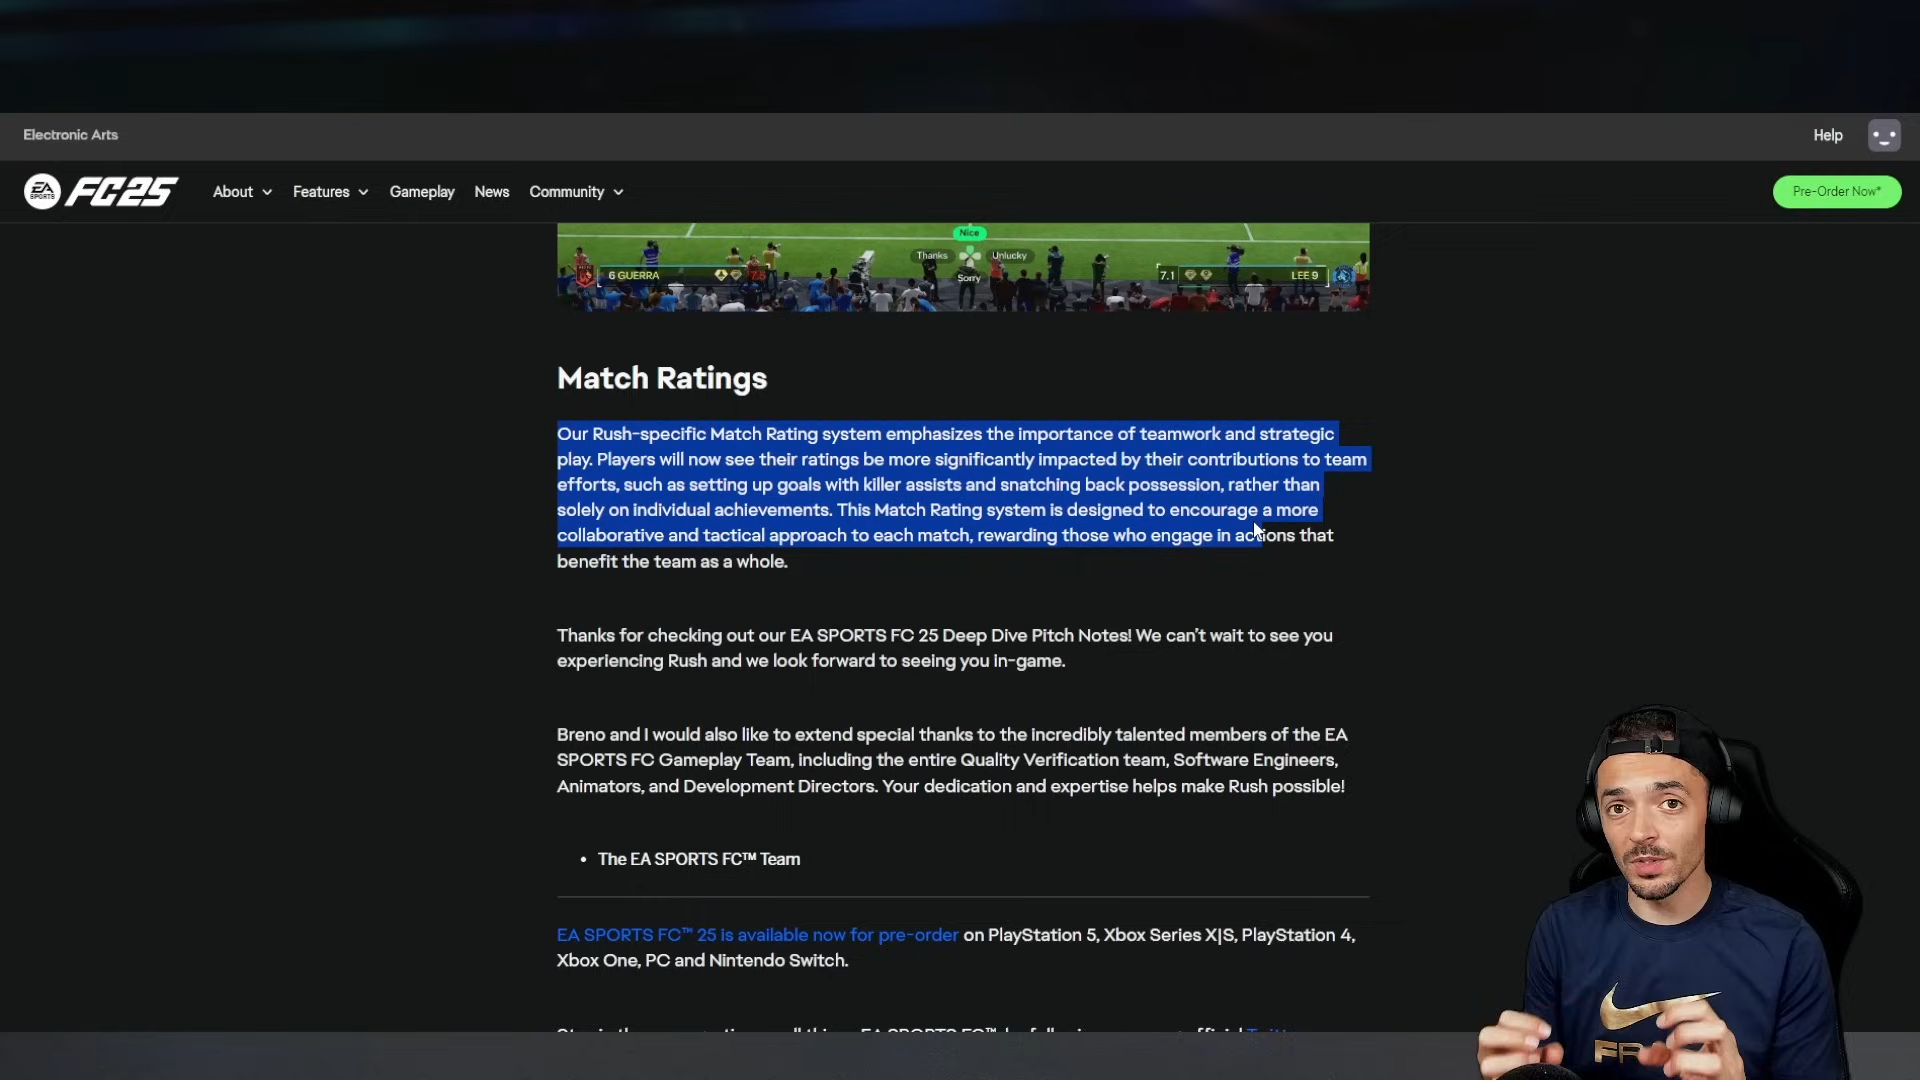 Electronic Arts
Help
EA SPORTS FC25 About Features Gameplay News Community Pre-Order Now*
Nice
Thanks Unlucky
Sorry
6 GUERRA 7.5 7.1 LEE 9
Match Ratings
Our Rush-specific Match Rating system emphasizes the importance of teamwork and strategic
play. Players will now see their ratings be more significantly impacted by their contributions to team
efforts, such as setting up goals with killer assists and snatching back possession, rather than
solely on individual achievements. This Match Rating system is designed to encourage a more
collaborative and tactical approach to each match, rewarding those who engage in actions that
benefit the team as a whole.
Thanks for checking out our EA SPORTS FC 25 Deep Dive Pitch Notes! We can’t wait to see you
experiencing Rush and we look forward to seeing you in-game.
Breno and I would also like to extend special thanks to the incredibly talented members of the EA
SPORTS FC Gameplay Team, including the entire Quality Verification team, Software Engineers,
Animators, and Development Directors. Your dedication and expertise helps make Rush possible!
• The EA SPORTS FC™ Team
EA SPORTS FC™ 25 is available now for pre-order on PlayStation 5, Xbox Series X|S, PlayStation 4,
Xbox One, PC and Nintendo Switch.